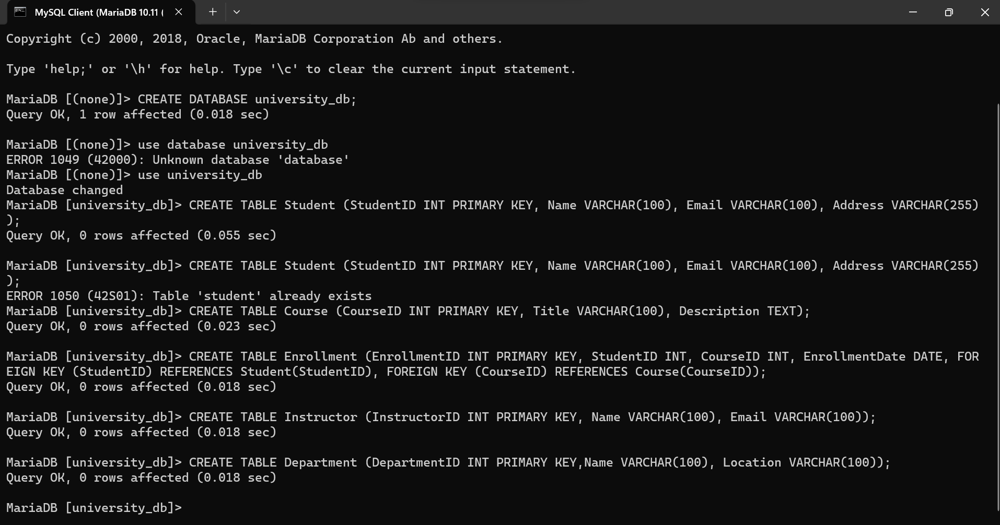 MySQL Client (MariaDB 10.11 (
Copyright (c) 2000, 2018, Oracle, MariaDB Corporation Ab and others.
Type 'help;' or '\h' for help. Type '\c' to clear the current input statement.
MariaDB [(none)]> CREATE DATABASE university_db;
Query OK, 1 row affected (0.018 sec)
MariaDB [(none)]> use database university_db
ERROR 1049 (42000): Unknown database 'database'
MariaDB [(none)]> use university_db
Database changed
MariaDB [university_db]> CREATE TABLE Student (StudentID INT PRIMARY KEY, Name VARCHAR(100), Email VARCHAR(100), Address VARCHAR(255)
);
Query OK, 0 rows affected (0.055 sec)
MariaDB [university_db]> CREATE TABLE Student (StudentID INT PRIMARY KEY, Name VARCHAR(100), Email VARCHAR(100), Address VARCHAR(255)
);
ERROR 1050 (42S01): Table 'student' already exists
MariaDB [university_db]> CREATE TABLE Course (CourseID INT PRIMARY KEY, Title VARCHAR(100), Description TEXT);
Query OK, 0 rows affected (0.023 sec)
MariaDB [university_db]> CREATE TABLE Enrollment (EnrollmentID INT PRIMARY KEY, StudentID INT, CourseID INT, EnrollmentDate DATE, FOR
EIGN KEY (StudentID) REFERENCES Student(StudentID), FOREIGN KEY (CourseID) REFERENCES Course(CourseID));
Query OK, 0 rows affected (0.018 sec)
MariaDB [university_db]> CREATE TABLE Instructor (InstructorID INT PRIMARY KEY, Name VARCHAR(100), Email VARCHAR(100));
Query OK, 0 rows affected (0.018 sec)
MariaDB [university_db]> CREATE TABLE Department (DepartmentID INT PRIMARY KEY,Name VARCHAR(100), Location VARCHAR(100));
Query OK, 0 rows affected (0.018 sec)
MariaDB [university_db]>